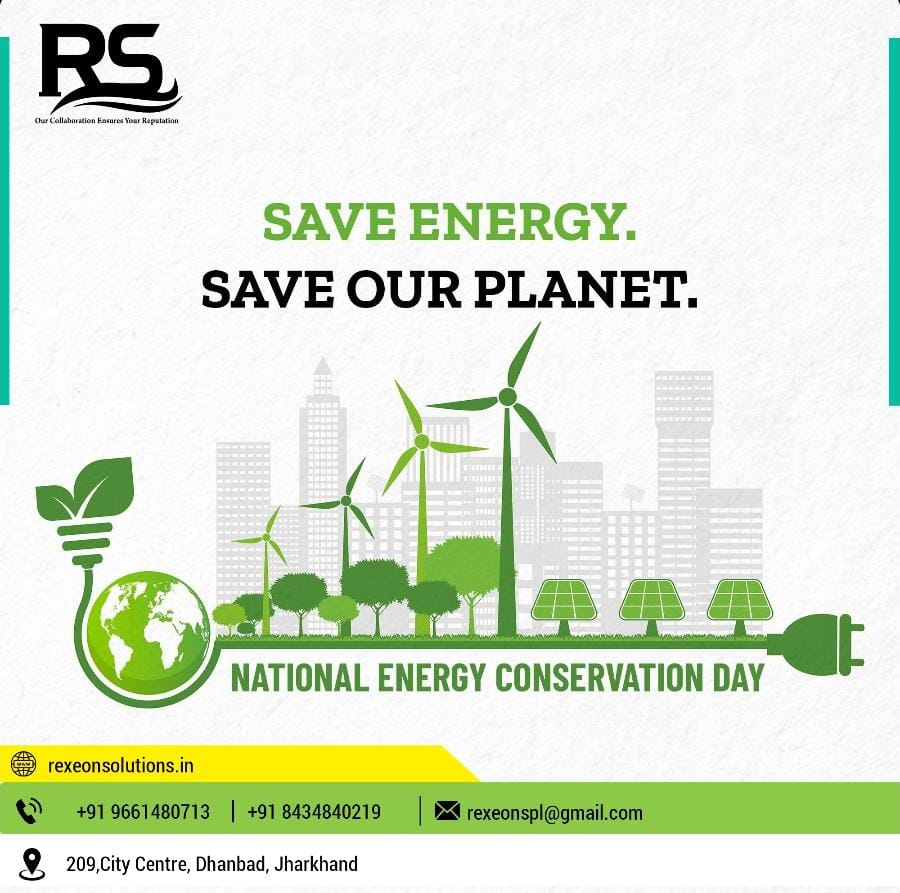 RS
Our Collaboration Ensures Your Reputation
SAVE ENERGY.
SAVE OUR PLANET.
NATIONAL ENERGY CONSERVATION DAY
www
rexeonsolutions.in
+91 9661480713 | +91 8434840219 | rexeonspl@gmail.com
209,City Centre, Dhanbad, Jharkhand